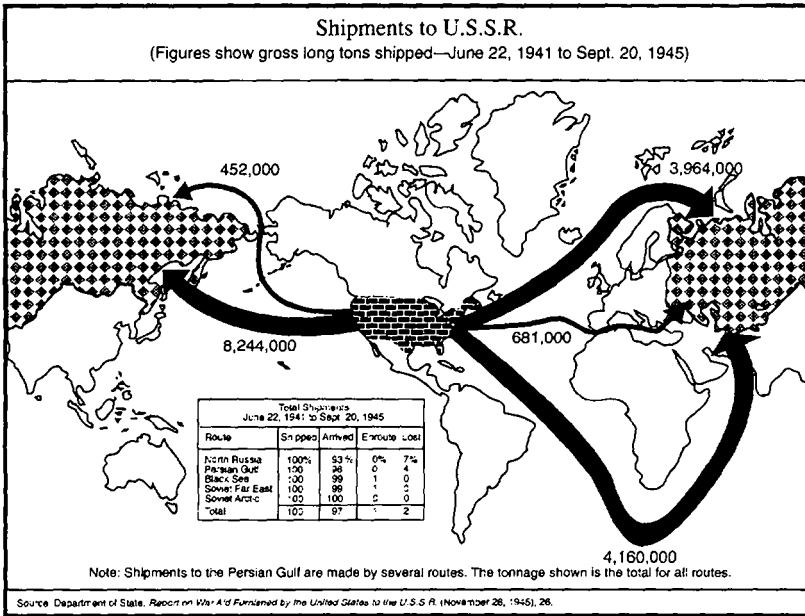 Shipments to U.S.S.R.
(Figures show gross long tons shipped—June 22, 1941 to Sept. 20, 1945)
452,000
3,964,000
8,244,000
681,000
Total Shipments
June 22, 1941 to Sept. 20, 1945
Route Shipped Arrived Enroute Lost
North Russia 100% 93% 0% 7%
Persian Gulf 100 96 0 4
Black Sea 100 99 1 0
Soviet Far East 100 99 1
Soviet Arctic 100 100 0
Total 100 97 2
4,160,000
Note: Shipments to the Persian Gulf are made by several routes. The tonnage shown is the total for all routes.
Source: Department of State, Report on War Aid Furnished by the United States to the U.S.S.R. (November 28, 1945), 26.